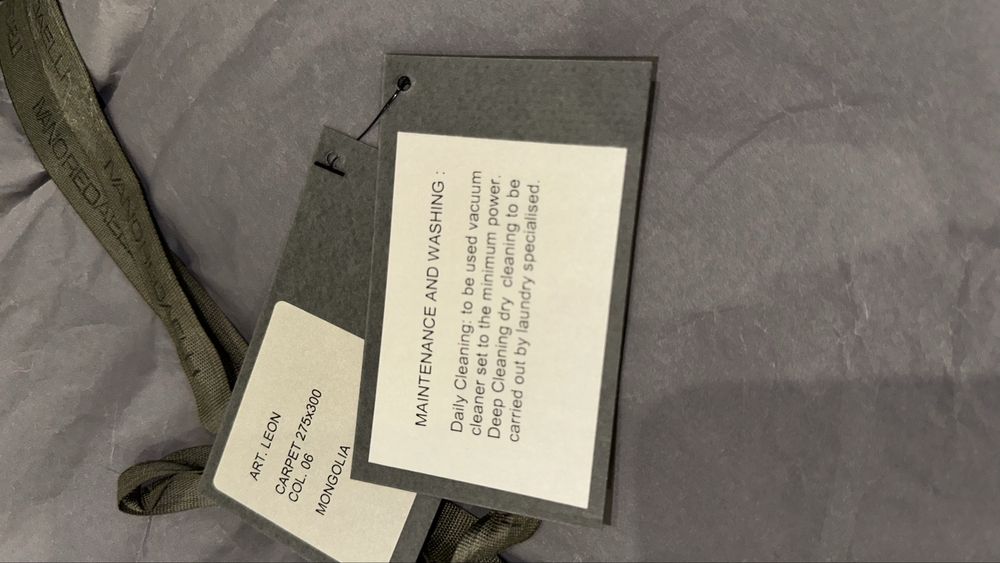 MAINTENANCE AND WASHING :
Daily Cleaning: to be used vacuum
cleaner set to the minimum power.
Deep Cleaning dry cleaning to be
carried out by laundry specialised.
ART. LEON
CARPET 275x300
COL. 06
MONGOLIA